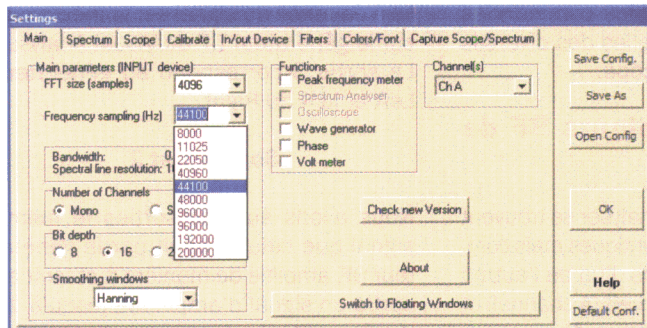 Settings
Main Spectrum Scope Calibrate In/out Device Filters Colors/Font Capture Scope/Spectrum
Main parameters (INPUT device)
FFT size (samples) 4096
Frequency sampling (Hz) 44100
8000
11025
22050
40960
44100
48000
96000
96000
192000
200000
Bandwidth: 0.
Spectral line resolution:
Number of Channels
Mono S
Bit depth
8 16 2
Smoothing windows
Hanning
Functions
Peak frequency meter
Spectrum Analyser
Oscilloscope
Wave generator
Phase
Volt meter
Channel(s)
Ch A
Check new Version
About
Switch to Floating Windows
Save Config.
Save As
Open Config
OK
Help
Default Conf.